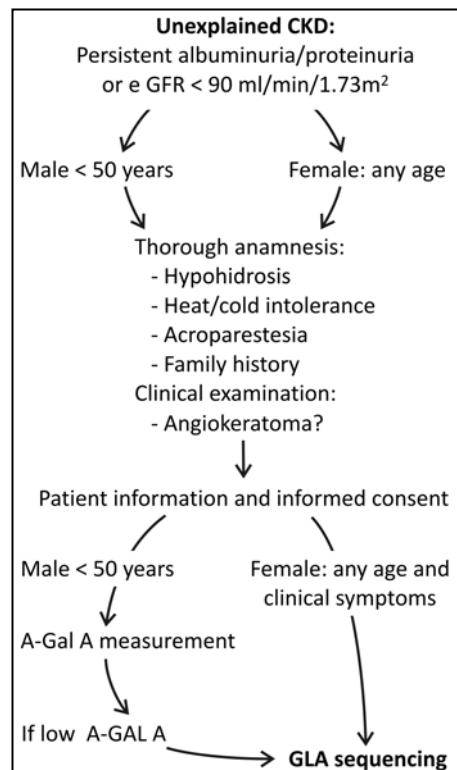 Unexplained CKD:
Persistent albuminuria/proteinuria
or e GFR < 90 ml/min/1.73m²
Male < 50 years
Female: any age
Thorough anamnesis:
- Hypohidrosis
- Heat/cold intolerance
- Acroparestesia
- Family history
Clinical examination:
- Angiokeratoma?
Patient information and informed consent
Male < 50 years
Female: any age and
clinical symptoms
A-Gal A measurement
If low A-GAL A
GLA sequencing